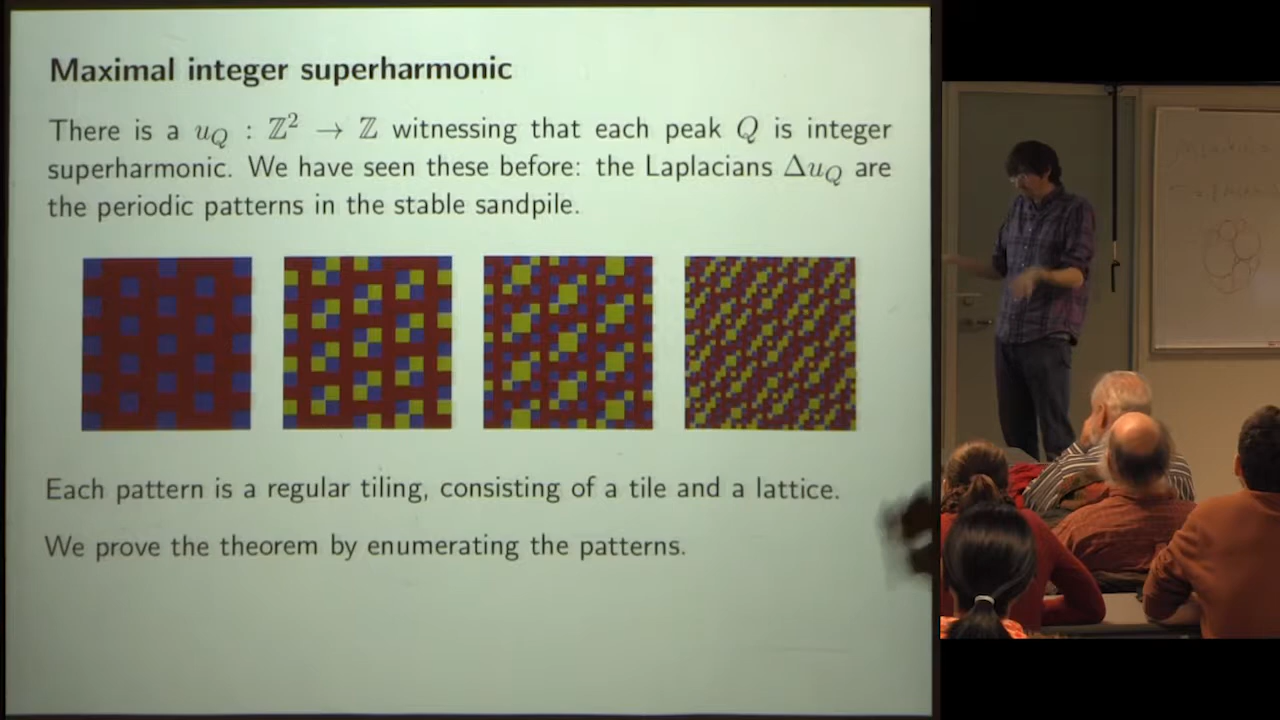 Maximal integer superharmonic
There is a u_Q : ℤ² → ℤ witnessing that each peak Q is integer
superharmonic. We have seen these before: the Laplacians Δu_Q are
the periodic patterns in the stable sandpile.
Each pattern is a regular tiling, consisting of a tile and a lattice.
We prove the theorem by enumerating the patterns.